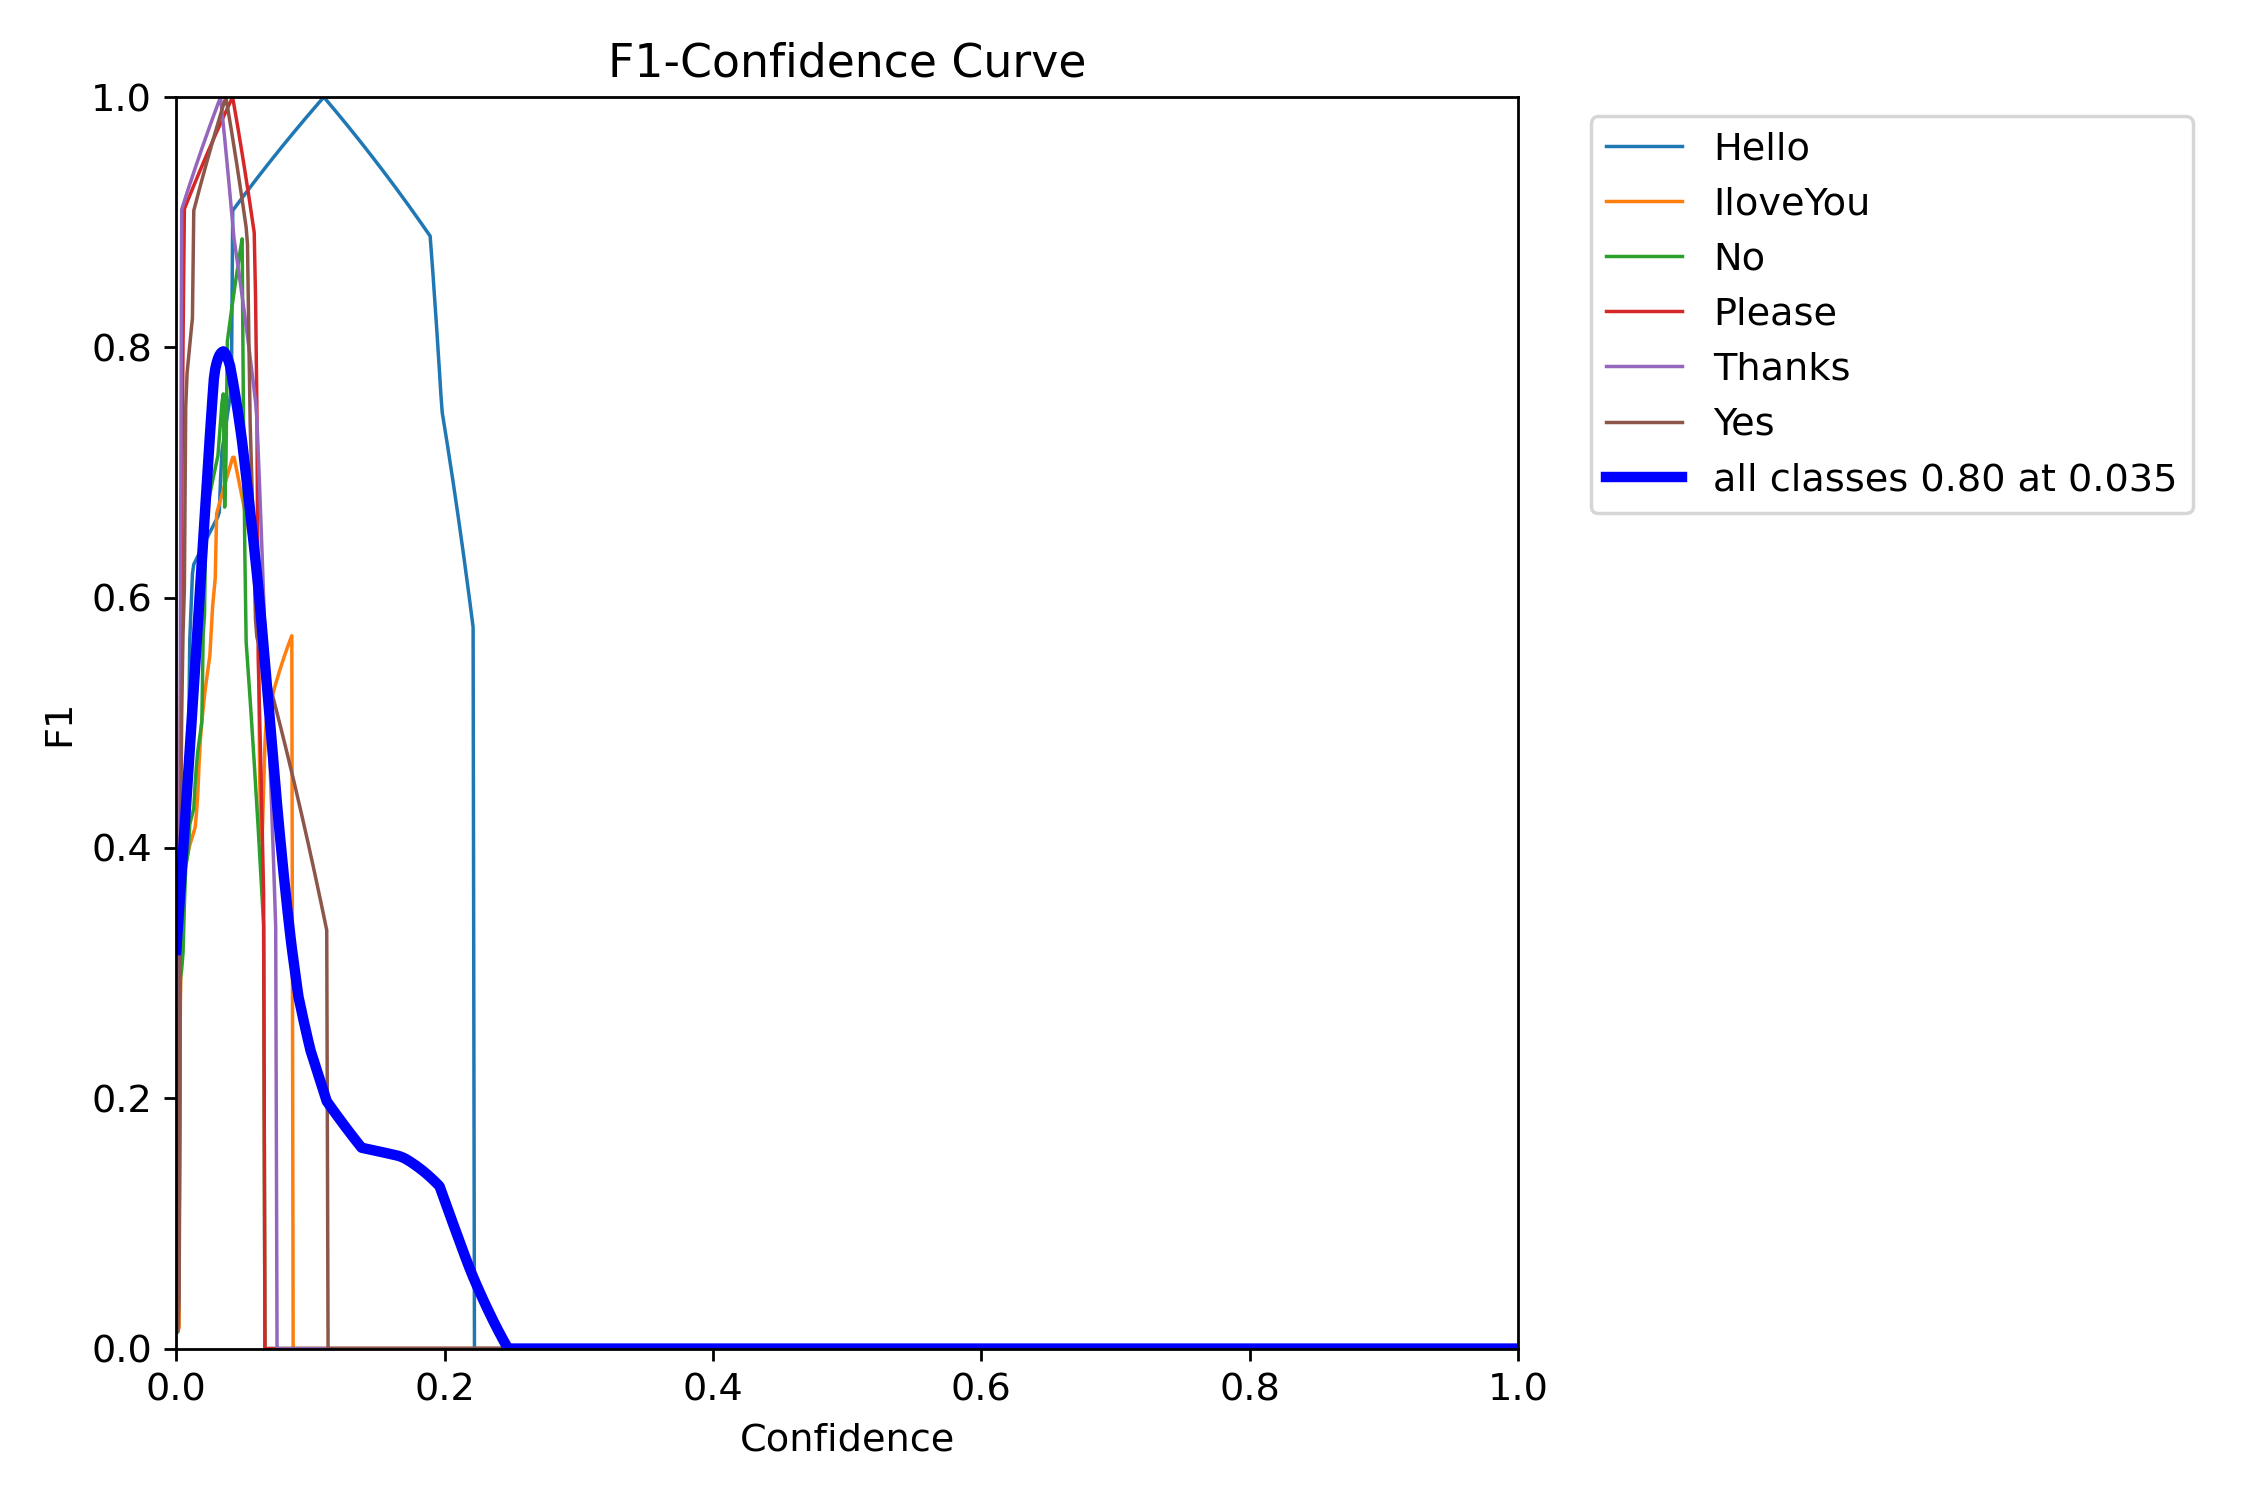 F1-Confidence Curve
1.0
0.8
0.6
0.4
0.2
0.0
F1
0.0 0.2 0.4 0.6 0.8 1.0
Confidence
Hello
IloveYou
No
Please
Thanks
Yes
all classes 0.80 at 0.035